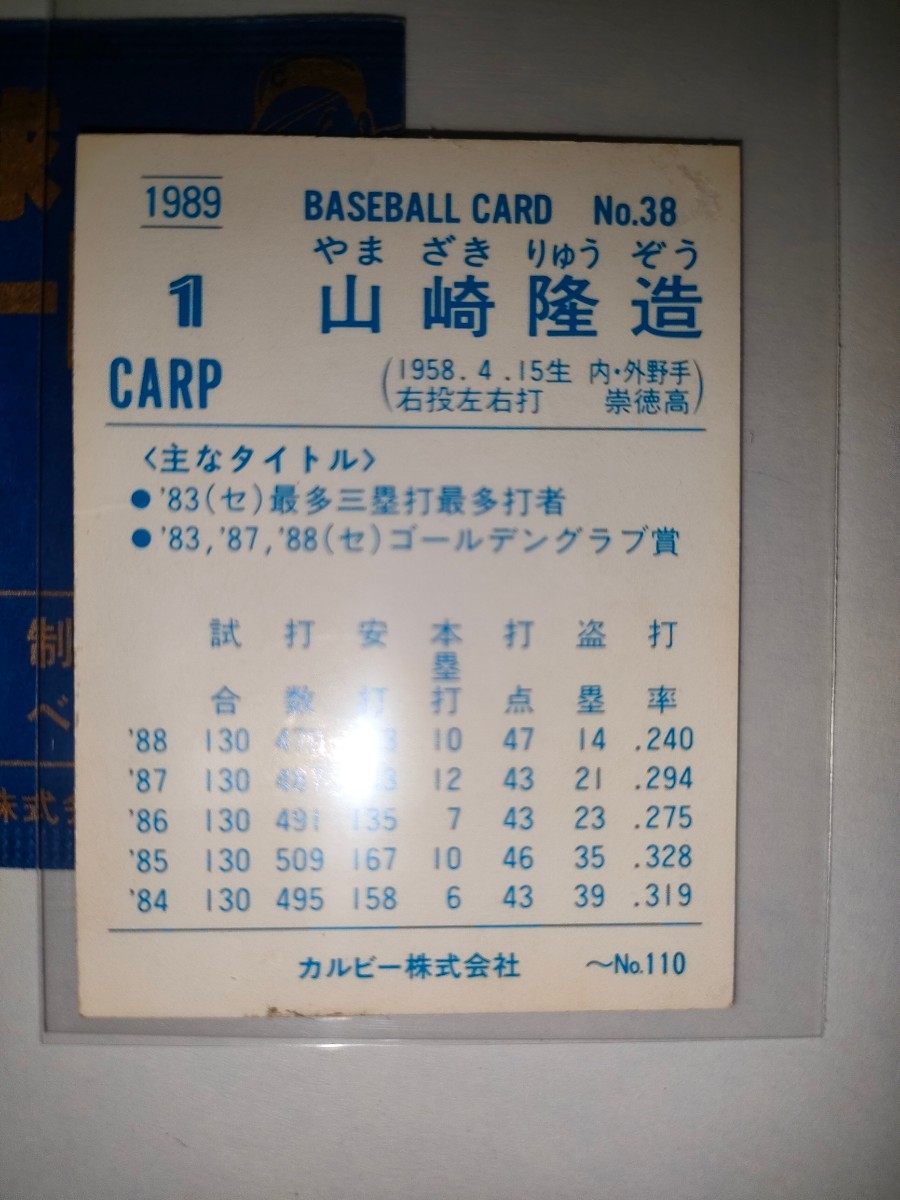 1989 BASEBALL CARD No.38
やま ざき りゅう ぞう
1 山崎隆造
CARP
(1958.4.15生 内・外野手
右投左右打 崇徳高)
〈主なタイトル〉
●'83(セ)最多三塁打最多打者
●'83,'87,'88(セ)ゴールデングラブ賞
試合 打数 安打 本塁打 打点 盗塁 打率
'88 130 10 47 14 .240
'87 130 12 43 21 .294
'86 130 491 135 7 43 23 .275
'85 130 509 167 10 46 35 .328
'84 130 495 158 6 43 39 .319
カルビー株式会社 〜No.110
制
べ
株式会